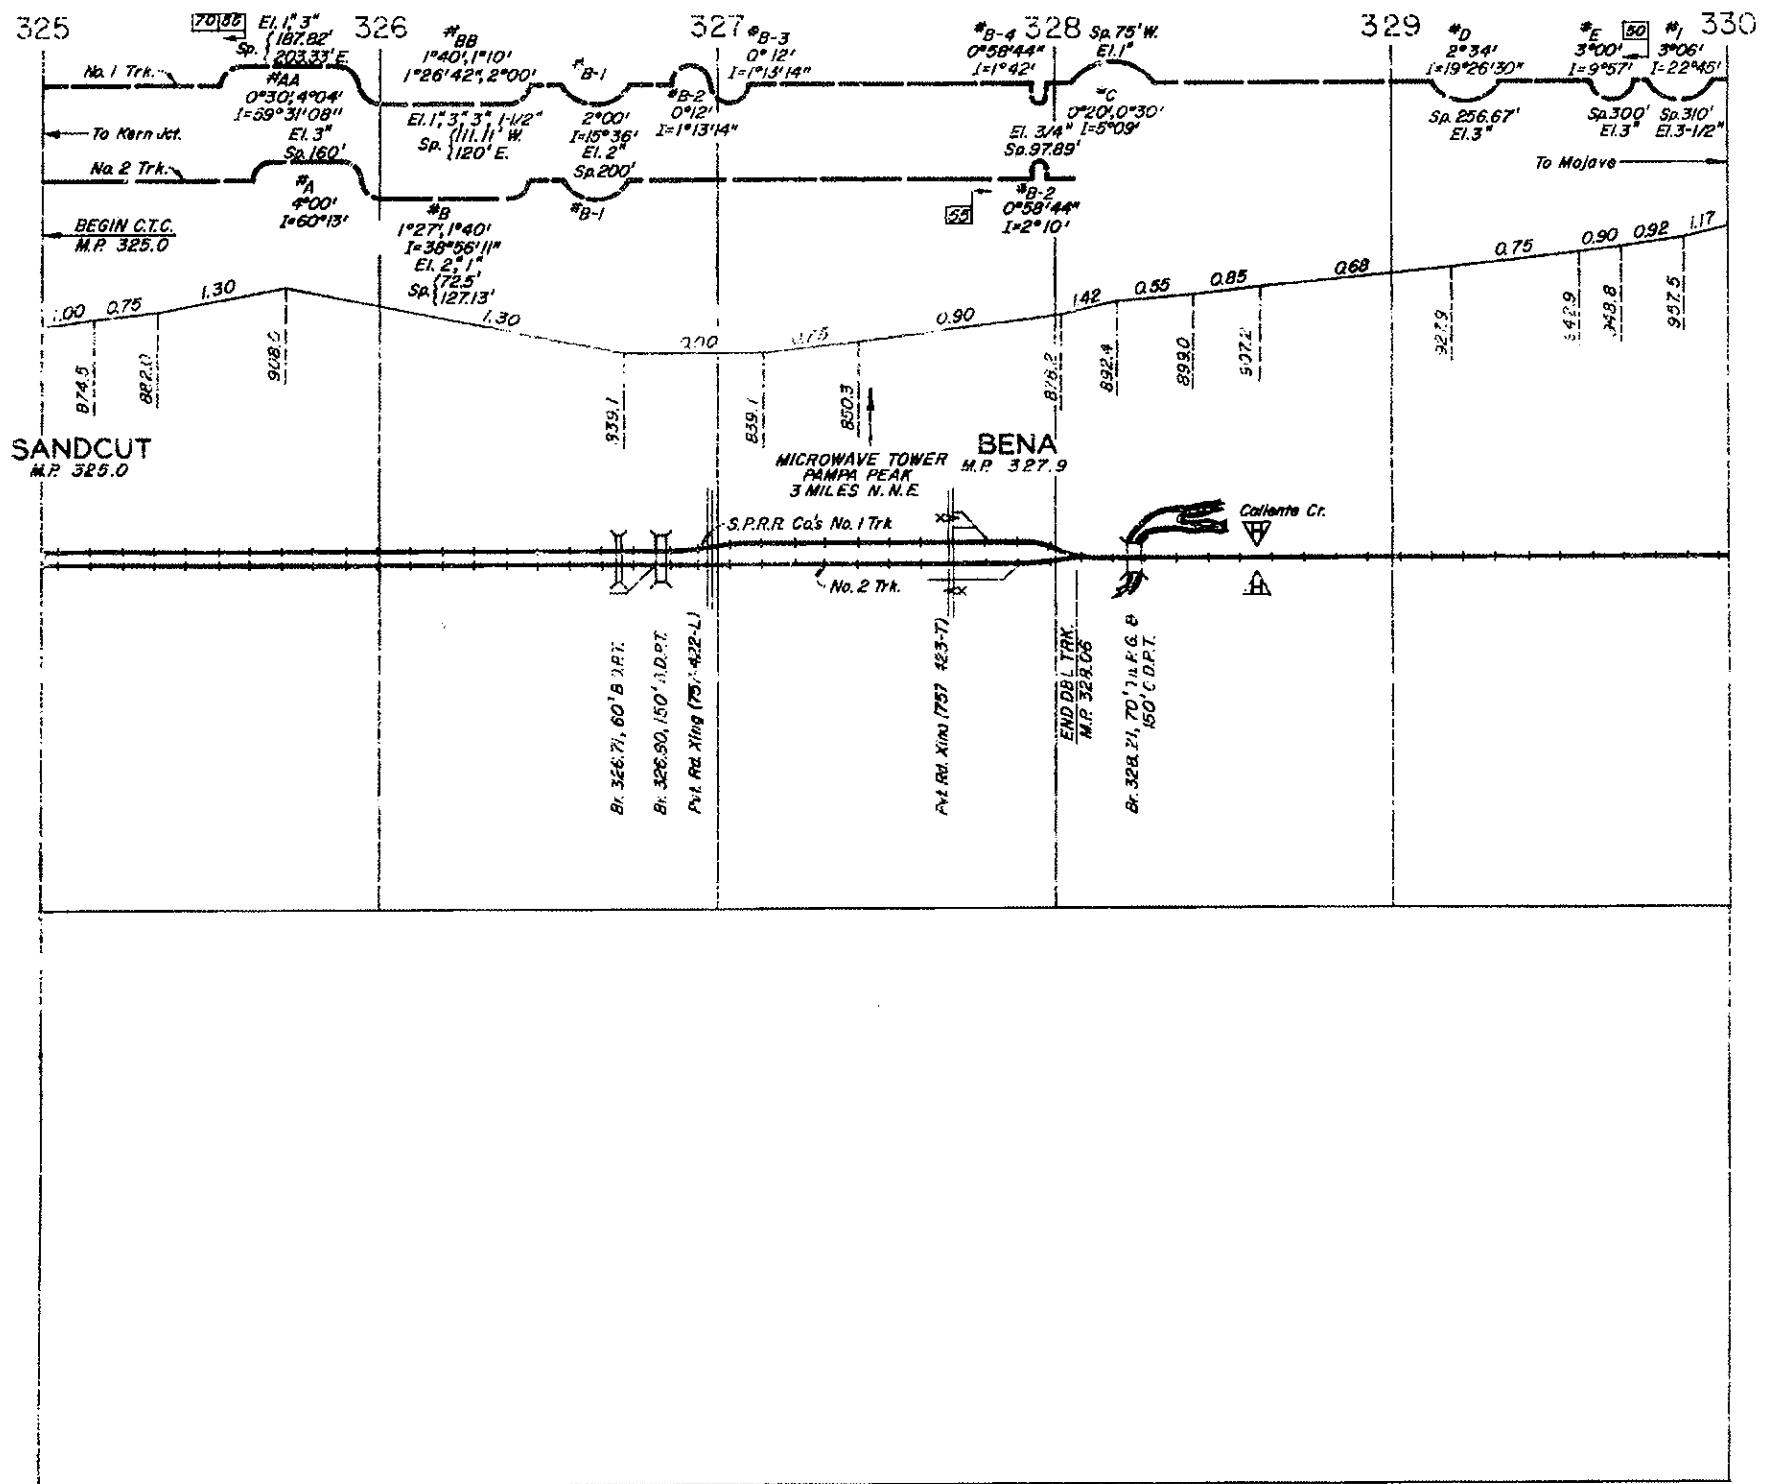 325
326
327
328
329
330
70
El. 1", 3"
Sp. { 187.82'
203.33' E.
#AA
0°30', 4°04'
I=59°31'08"
El. 3"
Sp. 160'
#A
4°00'
I=60°13'
No. 1 Trk.
To Kern Jct.
No. 2 Trk.
BEGIN C.T.C.
M.P. 325.0
#BB
1°40', 1°10'
1°26'42", 2°00'
El. 1", 3", 3", 1-1/2"
Sp. { 111.11' W.
120' E.
#B
1°27', 1°40'
I=38°56'11"
El. 2", 1"
Sp. { 72.5'
127.13'
#B-1
2°00'
I=15°36'
El. 2"
Sp. 200'
#B-1
#B-2
0°12'
I=1°13'14"
#B-3
0°12'
I=1°13'14"
#B-4
0°58'44"
I=1°42'
El. 3/4"
Sp. 97.89'
#B-2
0°58'44"
I=2°10'
55
Sp. 75' W.
El. 1"
#C
0°20', 0°30'
I=5°09'
#D
2°34'
I=19°26'30"
Sp. 256.67'
El. 3"
#E
3°00'
I=9°57'
Sp. 300'
El. 3"
50
#1
3°06'
I=22°45'
Sp. 310'
El. 3-1/2"
To Mojave
1.00
0.75
1.30
1.30
0.00
0.90
1.42
0.55
0.85
0.68
0.75
0.90
0.92
1.17
874.5
882.0
908.0
839.1
839.1
850.3
878.2
892.4
899.0
907.2
927.9
942.9
948.8
957.5
SANDCUT
M.P. 325.0
MICROWAVE TOWER
PAMPA PEAK
3 MILES N.N.E.
BENA
M.P. 327.9
S.P.R.R. Co.'s No. 1 Trk
No. 2 Trk.
Caliente Cr.
H
H
Br. 326.71, 60' B.D.P.T.
Br. 326.80, 150' D.P.T.
Pvt. Rd. Xing (757-422-L)
Pvt. Rd. Xing (757 423-T)
END DBL TRK.
M.P. 328.06
Br. 328.21, 70' &
150' C.D.P.T.